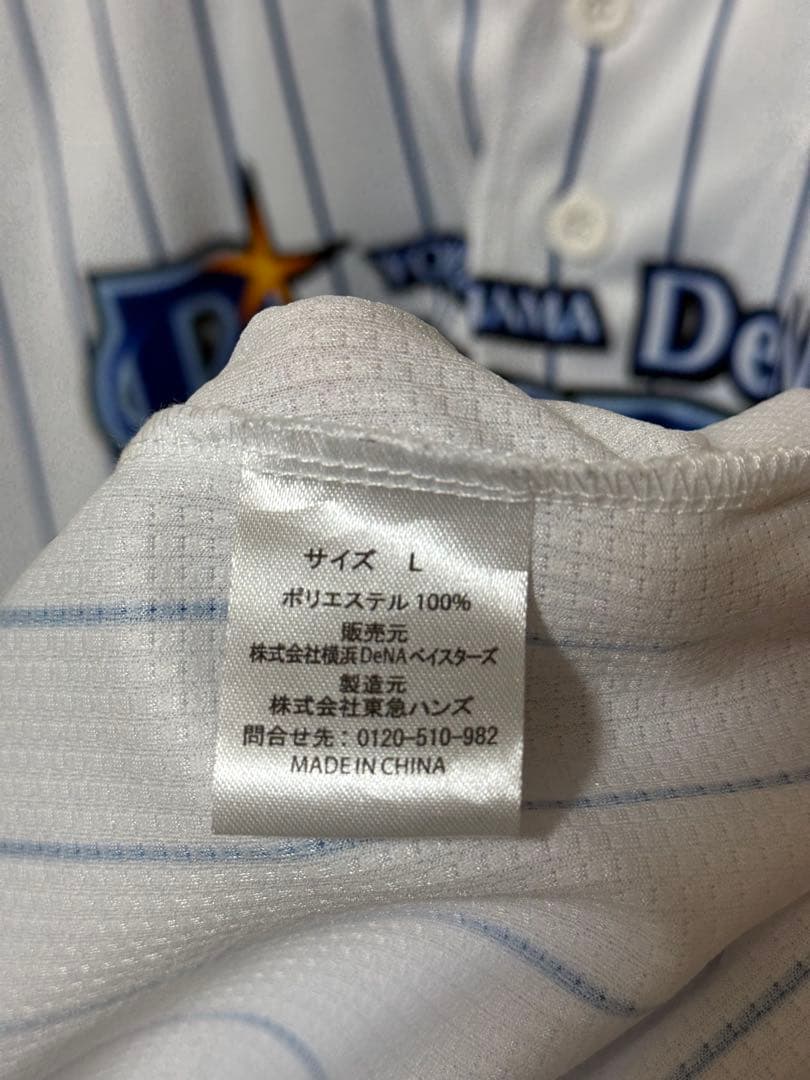 YOKOHAMA
De
サイズ L
ポリエステル 100%
販売元
株式会社横浜DeNAベイスターズ
製造元
株式会社東急ハンズ
問合せ先：0120-510-982
MADE IN CHINA